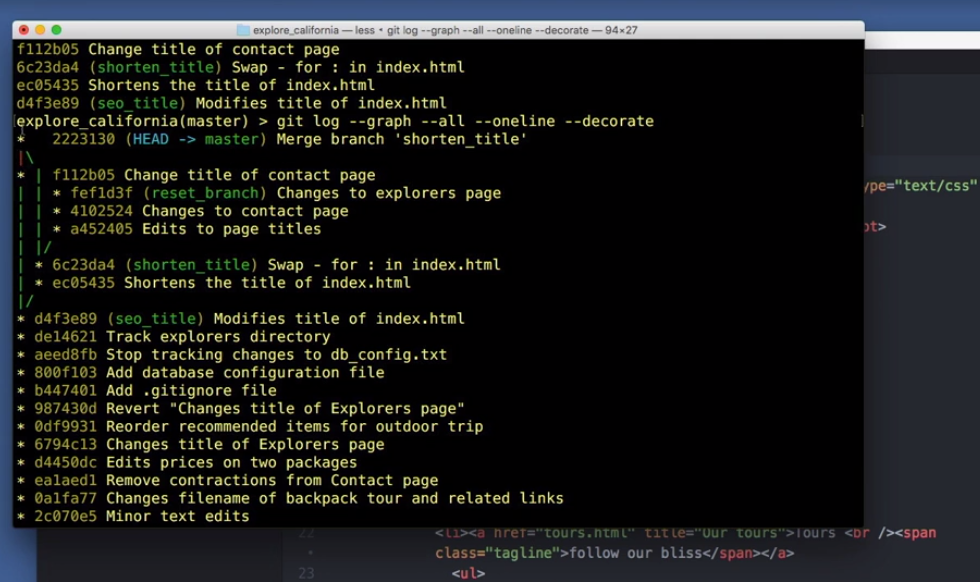 explore_california — less • git log --graph --all --oneline --decorate — 94×27
f112b05 Change title of contact page
6c23da4 (shorten_title) Swap - for : in index.html
ec05435 Shortens the title of index.html
d4f3e89 (seo_title) Modifies title of index.html
explore_california(master) > git log --graph --all --oneline --decorate
*   2223130 (HEAD -> master) Merge branch 'shorten_title'
|\
* | f112b05 Change title of contact page
| | * fef1d3f (reset_branch) Changes to explorers page
| | * 4102524 Changes to contact page
| | * a452405 Edits to page titles
| |/
| * 6c23da4 (shorten_title) Swap - for : in index.html
| * ec05435 Shortens the title of index.html
|/
* d4f3e89 (seo_title) Modifies title of index.html
* de14621 Track explorers directory
* aeed8fb Stop tracking changes to db_config.txt
* 800f103 Add database configuration file
* b447401 Add .gitignore file
* 987430d Revert "Changes title of Explorers page"
* 0df9931 Reorder recommended items for outdoor trip
* 6794c13 Changes title of Explorers page
* d4450dc Edits prices on two packages
* ea1aed1 Remove contractions from Contact page
* 0a1fa77 Changes filename of backpack tour and related links
* 2c070e5 Minor text edits
ype="text/css"
pt>
22 <li><a href="tours.html" title="Our tours">Tours <br /><span
class="tagline">follow our bliss</span></a>
23 <ul>